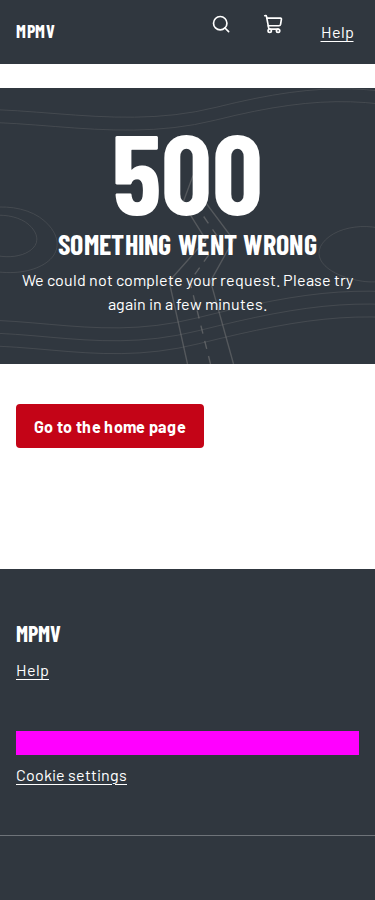 MPMV
Help
500
SOMETHING WENT WRONG
We could not complete your request. Please try
again in a few minutes.
Go to the home page
MPMV
Help
Cookie settings